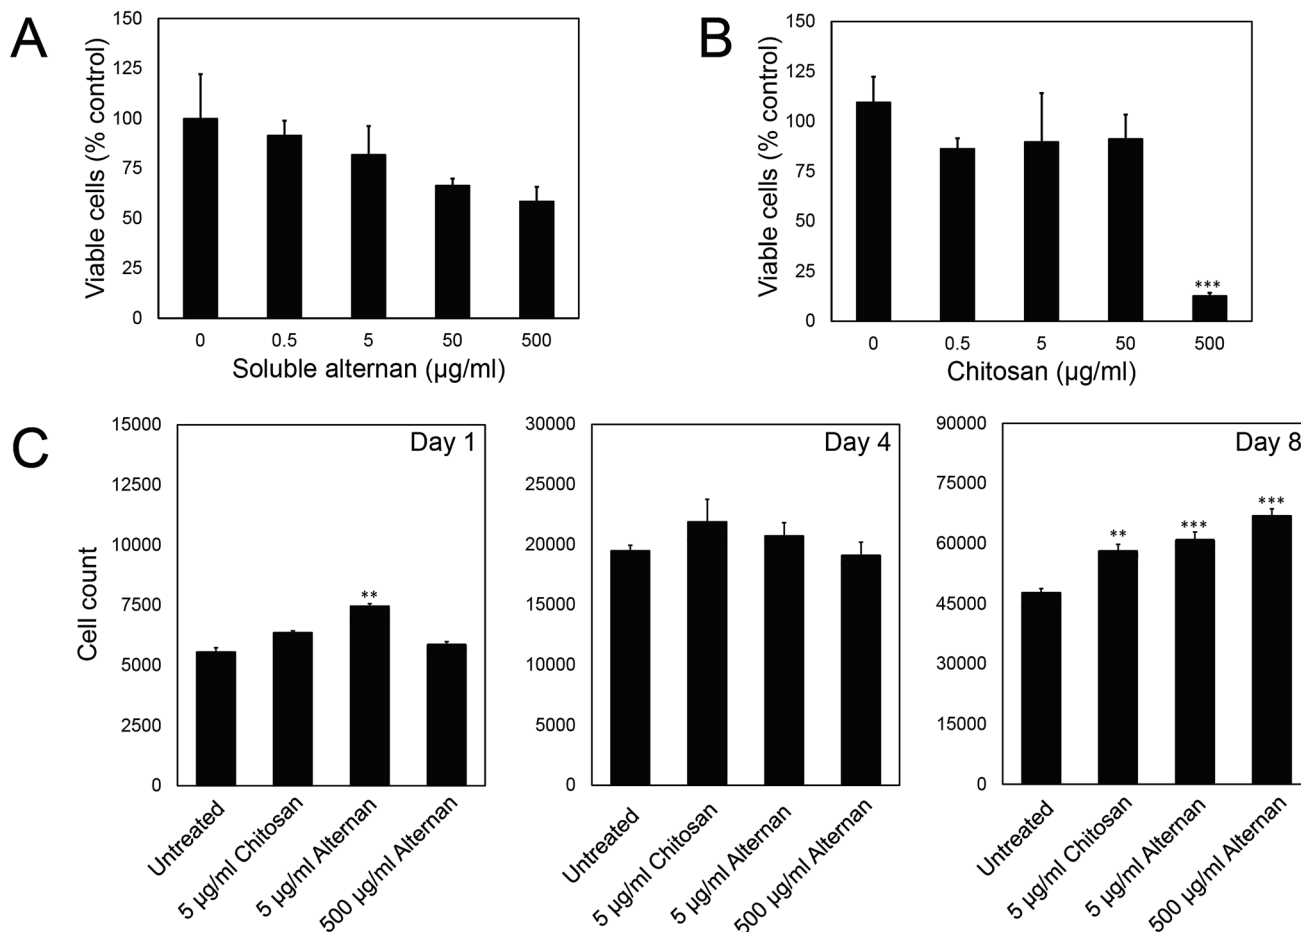 A
Viable cells (% control)
150
125
100
75
50
25
0
0 0.5 5 50 500
Soluble alternan (µg/ml)
B
Viable cells (% control)
150
125
100
75
50
25
0
***
0 0.5 5 50 500
Chitosan (µg/ml)
C
Cell count
Day 1
15000
12500
10000
7500
5000
2500
0
**
Untreated
5 µg/ml Chitosan
5 µg/ml Alternan
500 µg/ml Alternan
Day 4
30000
25000
20000
15000
10000
5000
0
Untreated
5 µg/ml Chitosan
5 µg/ml Alternan
500 µg/ml Alternan
Day 8
90000
75000
60000
45000
30000
15000
0
** *** ***
Untreated
5 µg/ml Chitosan
5 µg/ml Alternan
500 µg/ml Alternan